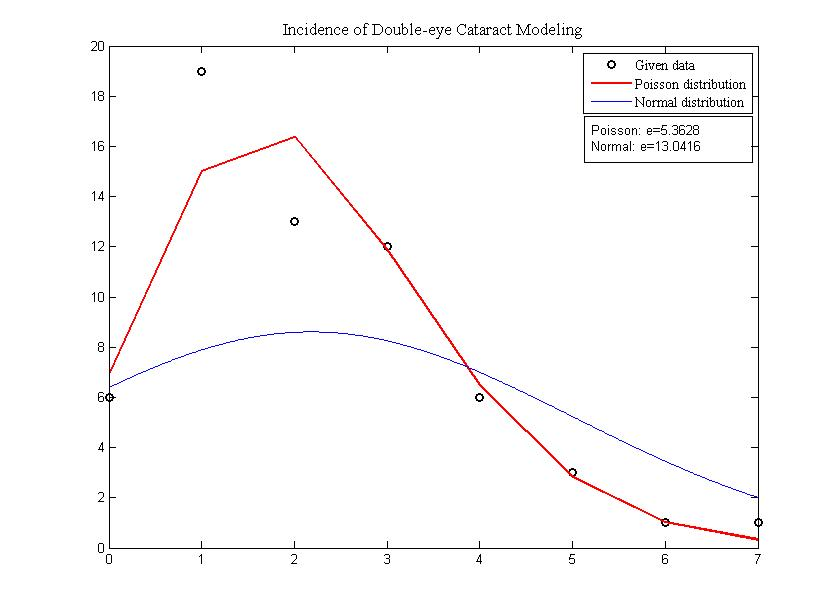 Incidence of Double-eye Cataract Modeling
Given data
Poisson distribution
Normal distribution
Poisson: e=5.3628
Normal: e=13.0416
20
18
16
14
12
10
8
6
4
2
0
0 1 2 3 4 5 6 7